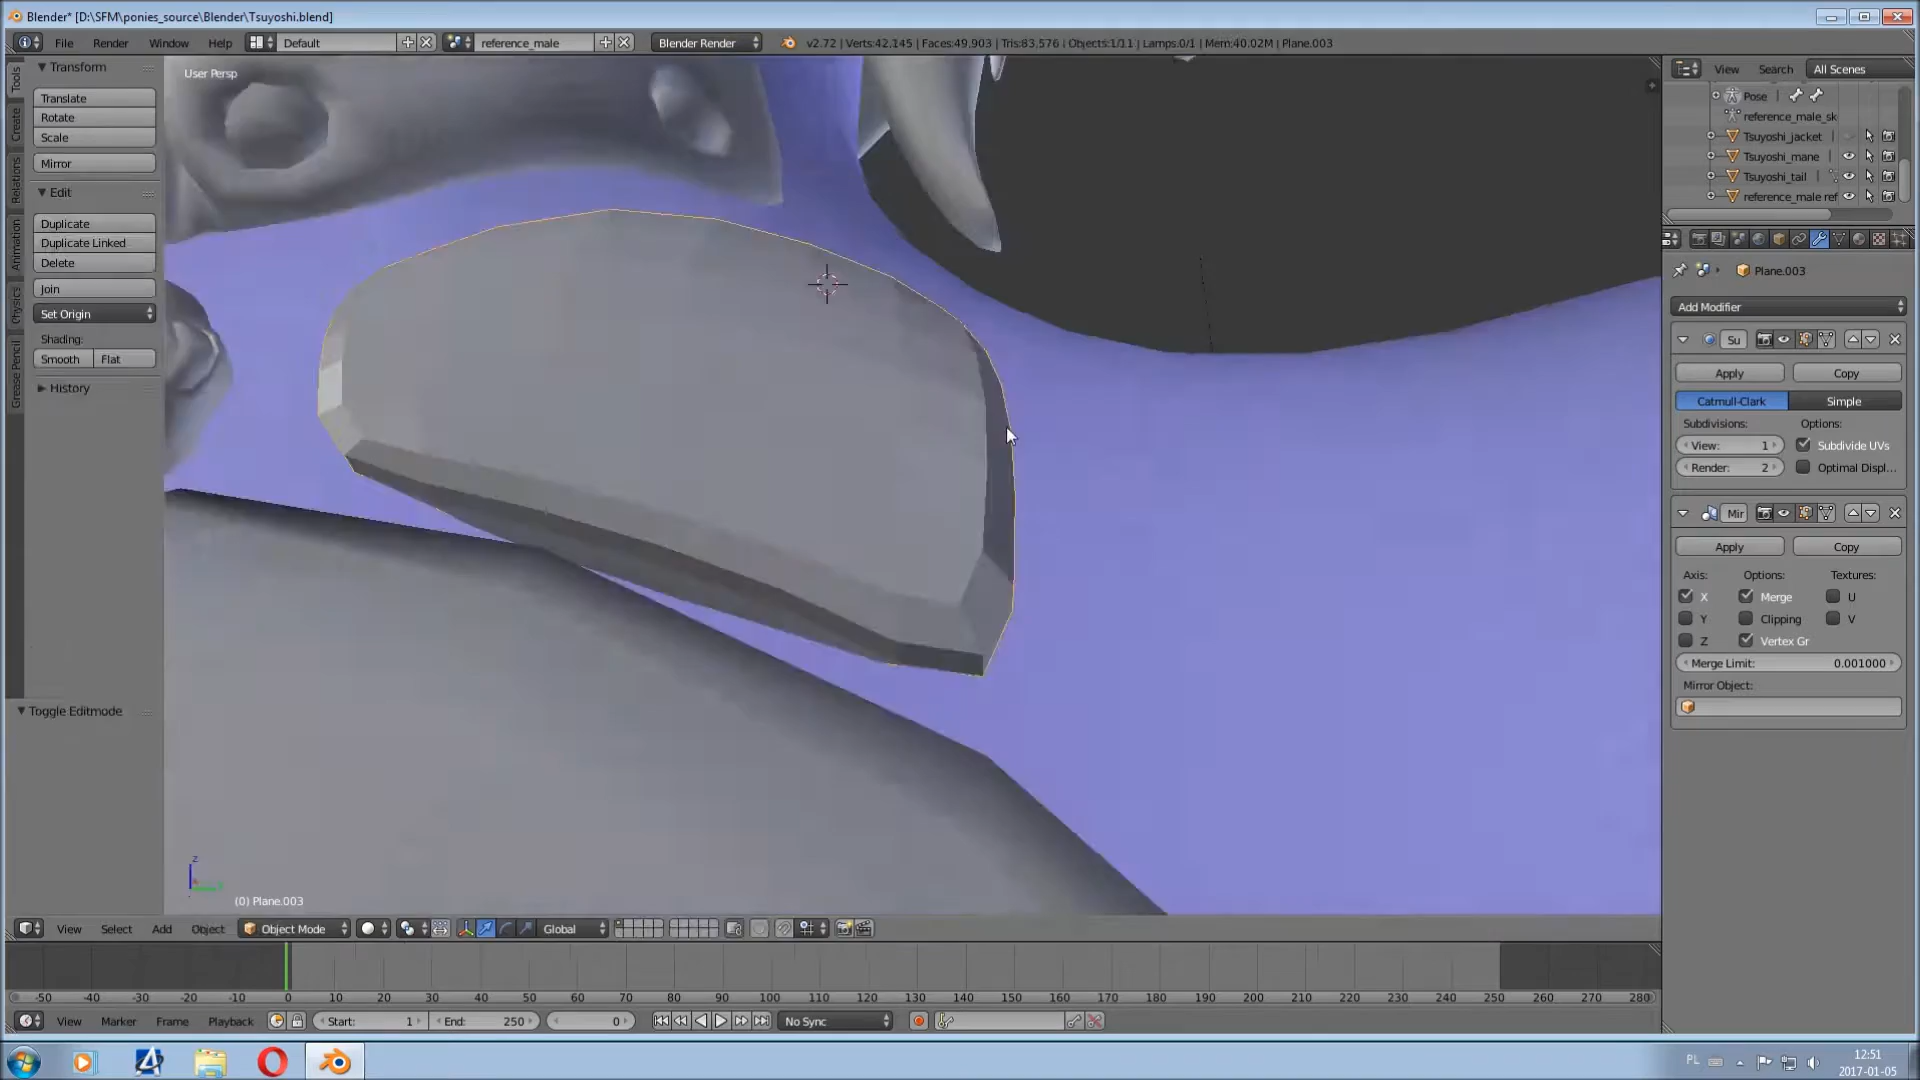 Blender* [D:\SFM\ponies_source\Blender\Tsuyoshi.blend]
File Render Window Help Default reference_male Blender Render v2.72 | Verts:42,145 | Faces:49,903 | Tris:83,576 | Objects:1/11 | Lamps:0/1 | Mem:40.02M | Plane.003
Transform
Translate
Rotate
Scale
Mirror
Edit
Duplicate
Duplicate Linked
Delete
Join
Set Origin
Shading:
Smooth Flat
History
Toggle Editmode
Tools
Create
Relations
Animation
Physics
Grease Pencil
User Persp
z
(0) Plane.003
View Search All Scenes
Pose
reference_male_sk
Tsuyoshi_jacket
Tsuyoshi_mane
Tsuyoshi_tail
reference_male ref
Plane.003
Add Modifier
Su
Apply Copy
Catmull-Clark Simple
Subdivisions: Options:
View: 1 Subdivide UVs
Render: 2 Optimal Displ...
Mir
Apply Copy
Axis: Options: Textures:
X Merge U
Y Clipping V
Z Vertex Gr
Merge Limit: 0.001000
Mirror Object:
View Select Add Object Object Mode Global
-50 -40 -30 -20 -10 0 10 20 30 40 50 60 70 80 90 100 110 120 130 140 150 160 170 180 190 200 210 220 230 240 250 260 270 280
View Marker Frame Playback Start: 1 End: 250 0 No Sync
PL 12:51
2017-01-05